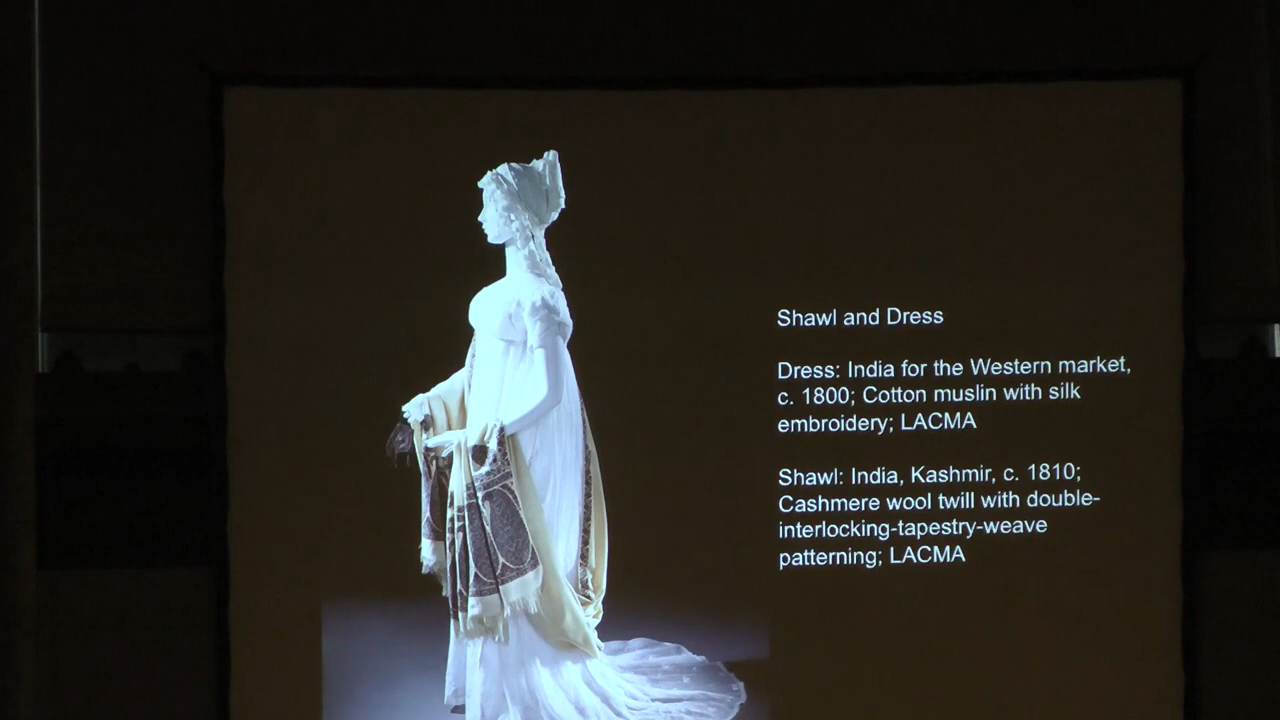 Shawl and Dress
Dress: India for the Western market,
c. 1800; Cotton muslin with silk
embroidery; LACMA
Shawl: India, Kashmir, c. 1810;
Cashmere wool twill with double-
interlocking-tapestry-weave
patterning; LACMA